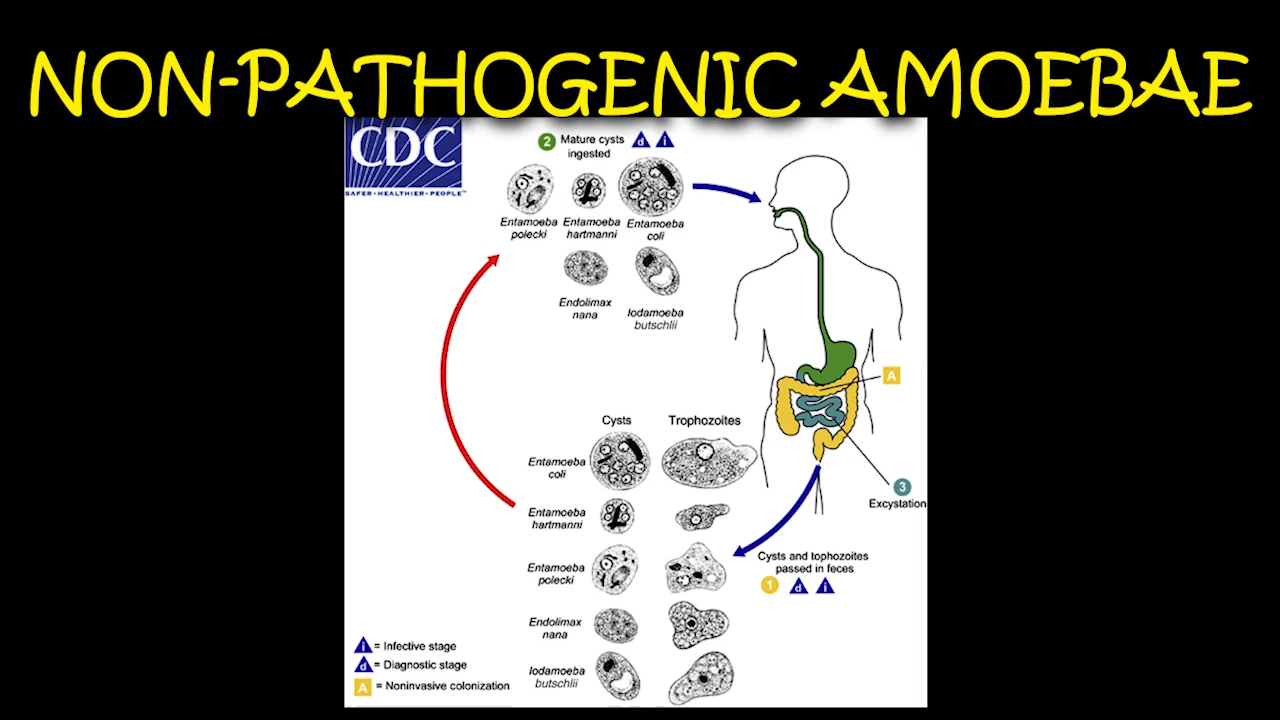 NON-PATHOGENIC AMOEBAE
CDC
SAFER • HEALTHIER • PEOPLE™
2 Mature cysts d i
ingested
Entamoeba
polecki
Entamoeba
hartmanni
Entamoeba
coli
Endolimax
nana
Iodamoeba
butschlii
A
Cysts
Trophozoites
Entamoeba
coli
3
Excystation
Entamoeba
hartmanni
Cysts and tophozoites
passed in feces
1 d i
Entamoeba
polecki
Endolimax
nana
Iodamoeba
butschlii
i = Infective stage
d = Diagnostic stage
A = Noninvasive colonization